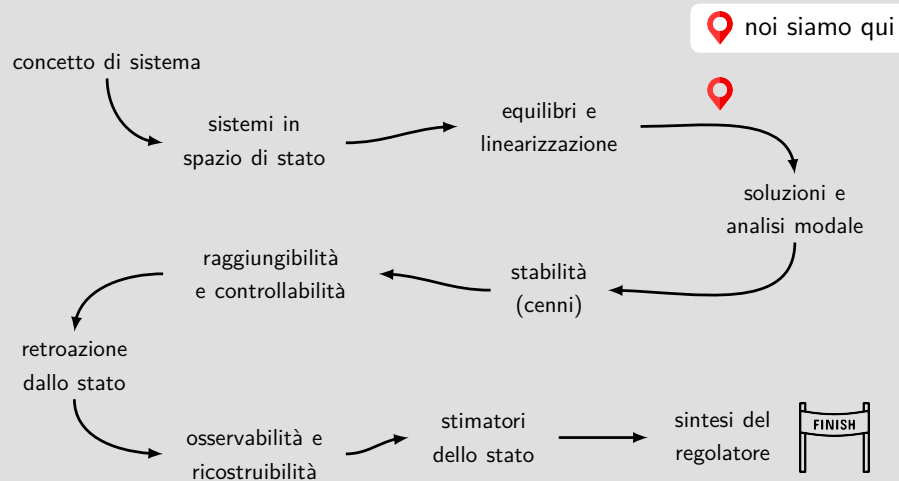 noi siamo qui
concetto di sistema
sistemi in
spazio di stato
equilibri e
linearizzazione
soluzioni e
analisi modale
stabilità
(cenni)
raggiungibilità
e controllabilità
retroazione
dallo stato
osservabilità e
ricostruibilità
stimatori
dello stato
sintesi del
regolatore
FINISH